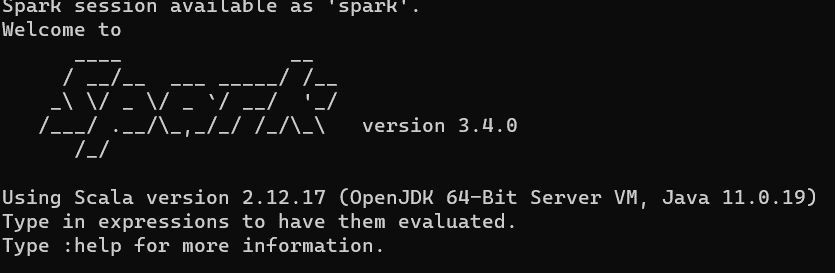 Spark session available as 'spark'.
Welcome to
      ____              __
     / __/__  ___ _____/ /__
    _\ \/ _ \/ _ `/ __/  '_/
   /___/ .__/\_,_/_/ /_/\_\   version 3.4.0
      /_/

Using Scala version 2.12.17 (OpenJDK 64-Bit Server VM, Java 11.0.19)
Type in expressions to have them evaluated.
Type :help for more information.